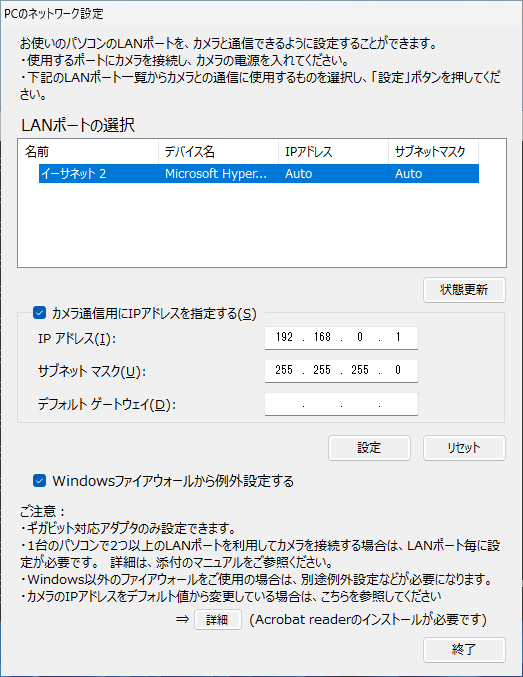 PCのネットワーク設定
お使いのパソコンのLANポートを、カメラと通信できるように設定することができます。
・使用するポートにカメラを接続し、カメラの電源を入れてください。
・下記のLANポート一覧からカメラとの通信に使用するものを選択し、「設定」ボタンを押してくだ
さい。
LANポートの選択
名前 デバイス名 IPアドレス サブネットマスク
イーサネット 2 Microsoft Hyper... Auto Auto
状態更新
カメラ通信用にIPアドレスを指定する(S)
IP アドレス(I): 192 . 168 . 0 . 1
サブネット マスク(U): 255 . 255 . 255 . 0
デフォルト ゲートウェイ(D): . . .
設定 リセット
Windowsファイアウォールから例外設定する
ご注意：
・ギガビット対応アダプタのみ設定できます。
・1台のパソコンで2つ以上のLANポートを利用してカメラを接続する場合は、LANポート毎に設
定が必要です。 詳細は、添付のマニュアルをご参照ください。
・Windows以外のファイアウォールをご使用の場合は、別途例外設定などが必要になります。
・カメラのIPアドレスをデフォルト値から変更している場合は、こちらを参照してください
⇒ 詳細 (Acrobat readerのインストールが必要です)
終了